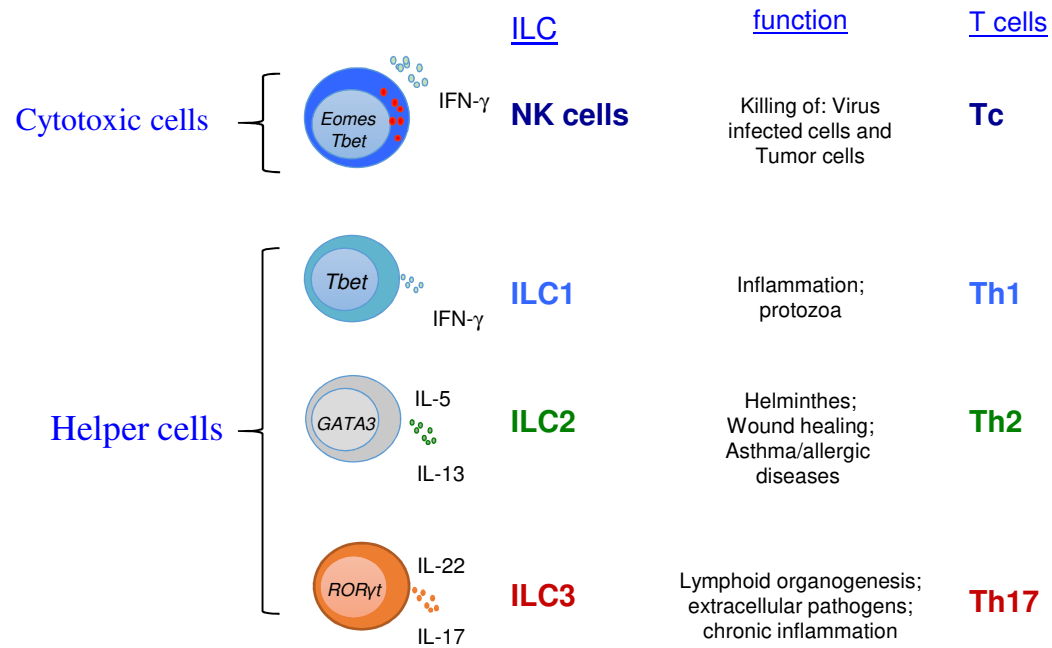 ILC
function
T cells
Cytotoxic cells
Eomes
Tbet
IFN-γ
NK cells
Killing of: Virus
infected cells and
Tumor cells
Tc
Helper cells
Tbet
IFN-γ
ILC1
Inflammation;
protozoa
Th1
GATA3
IL-5
IL-13
ILC2
Helminthes;
Wound healing;
Asthma/allergic
diseases
Th2
RORγt
IL-22
IL-17
ILC3
Lymphoid organogenesis;
extracellular pathogens;
chronic inflammation
Th17